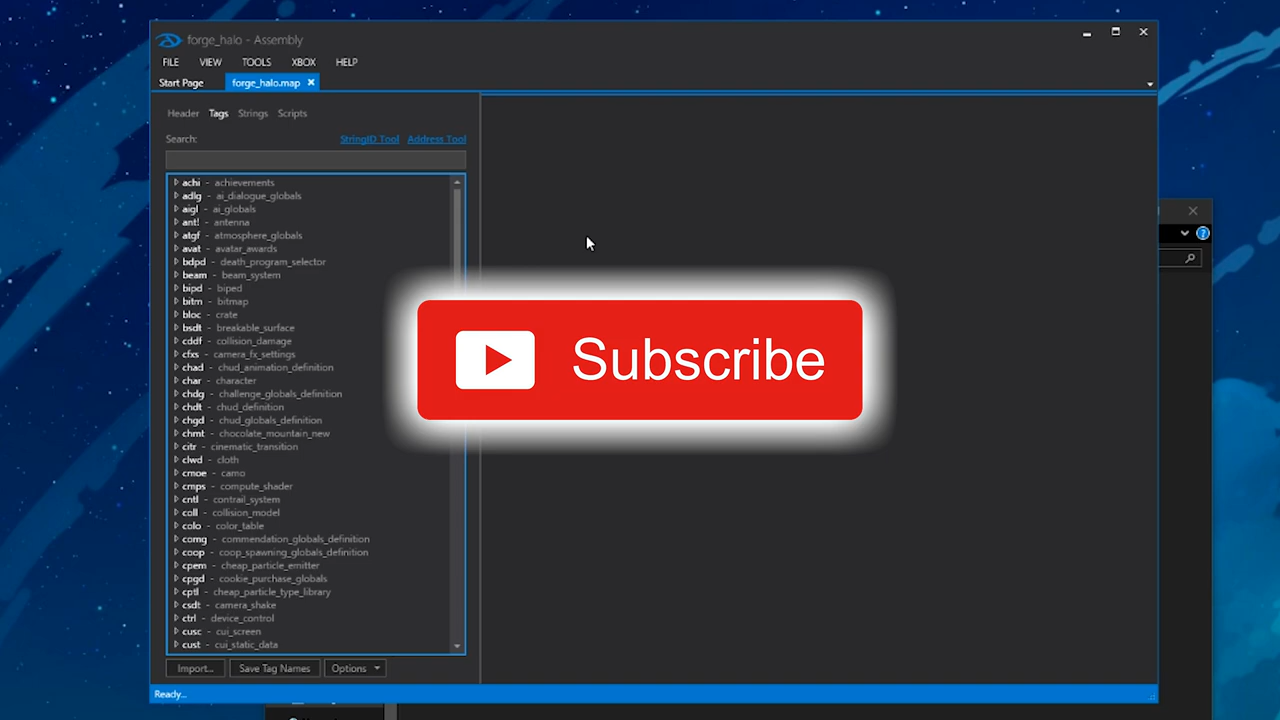 forge_halo - Assembly
FILE VIEW TOOLS XBOX HELP
Start Page forge_halo.map
Header Tags Strings Scripts
Search: StringID Tool Address Tool
achi - achievements
adlg - ai_dialogue_globals
aigl - ai_globals
ant! - antenna
atgf - atmosphere_globals
avat - avatar_awards
bdpd - death_program_selector
beam - beam_system
bipd - biped
bitm - bitmap
bloc - crate
bsdt - breakable_surface
cddf - collision_damage
cfxs - camera_fx_settings
chad - chud_animation_definition
char - character
chdg - challenge_globals_definition
chdt - chud_definition
chgd - chud_globals_definition
chmt - chocolate_mountain_new
citr - cinematic_transition
clwd - cloth
cmoe - camo
cmps - compute_shader
cntl - contrail_system
coll - collision_model
colo - color_table
comg - commendation_globals_definition
coop - coop_spawning_globals_definition
cpem - cheap_particle_emitter
cpgd - cookie_purchase_globals
cptl - cheap_particle_type_library
csdt - camera_shake
ctrl - device_control
cusc - cui_screen
cust - cui_static_data
Import... Save Tag Names Options
Ready...
Subscribe